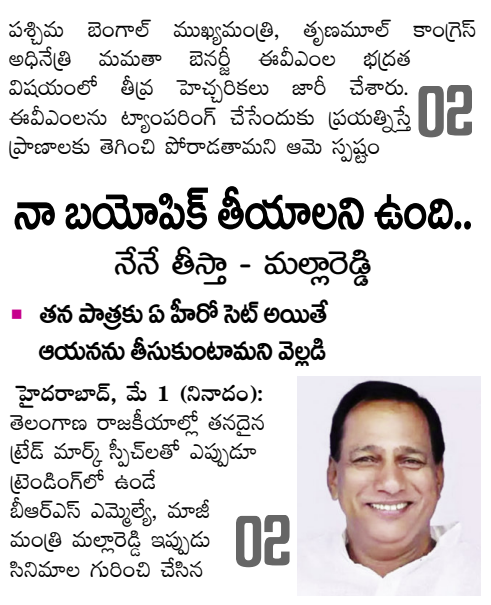 పశ్చిమ బెంగాల్ ముఖ్యమంత్రి, తృణమూల్ కాంగ్రెస్
అధినేత్రి మమతా బెనర్జీ ఈవీఎంల భద్రత
విషయంలో తీవ్ర హెచ్చరికలు జారీ చేశారు.
ఈవీఎంలను ట్యాంపరింగ్ చేసేందుకు ప్రయత్నిస్తే
ప్రాణాలకు తెగించి పోరాడతామని ఆమె స్పష్టం
02
నా బయోపిక్ తీయాలని ఉంది..
నేనే తీస్తా - మల్లారెడ్డి
■ తన పాత్రకు ఏ హీరో సెట్ అయితే
ఆయనను తీసుకుంటామని వెల్లడి
హైదరాబాద్, మే 1 (నినాదం):
తెలంగాణ రాజకీయాల్లో తనదైన
ట్రేడ్ మార్క్ స్పీచ్‌లతో ఎప్పుడూ
ట్రెండింగ్‌లో ఉండే
బీఆర్ఎస్ ఎమ్మెల్యే, మాజీ
మంత్రి మల్లారెడ్డి ఇప్పుడు
సినిమాల గురించి చేసిన
02